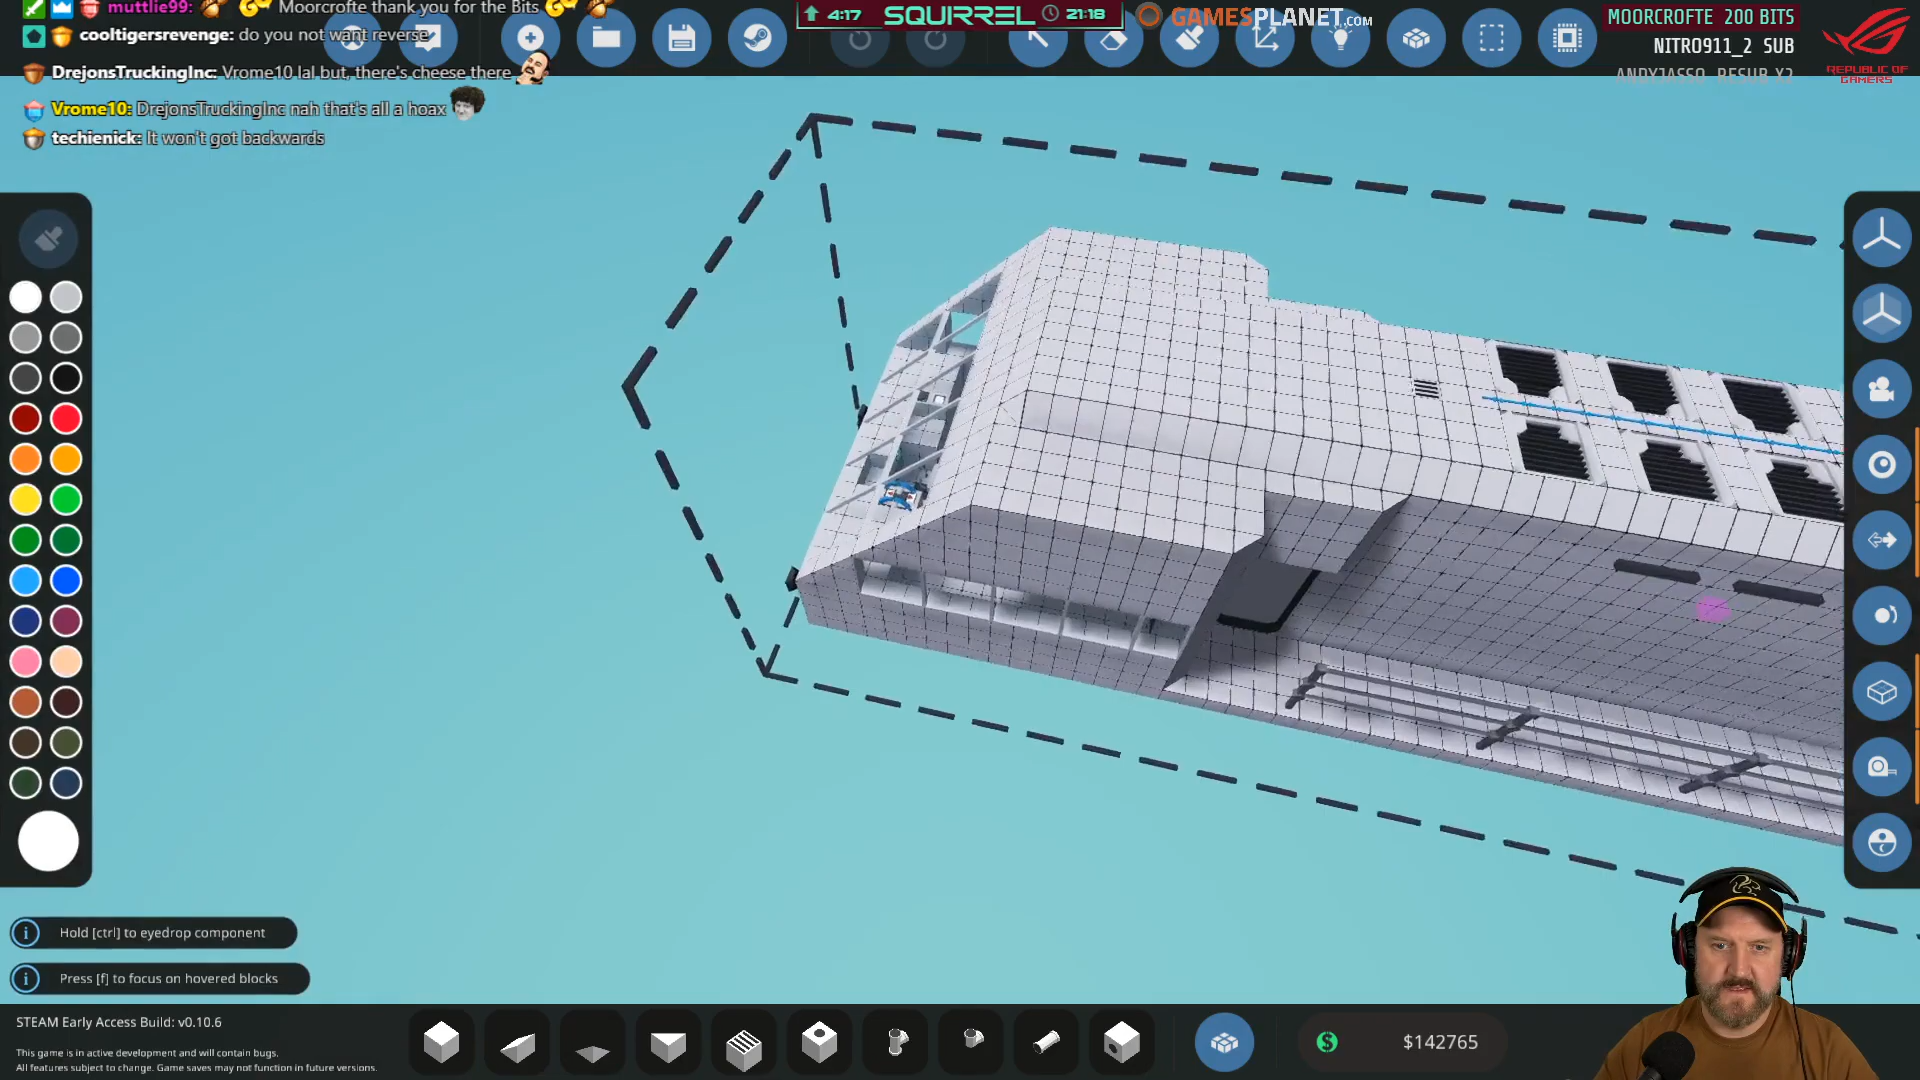 muttlie99: Moorcrofte thank you for the Bits
cooltigersrevenge: do you not want reverse
DrejonsTruckingInc: Vrome10 lal but, there's cheese there
Vrome10: DrejonsTruckingInc nah that's all a hoax
techienick: It won't got backwards
4:17 SQUIRREL 21:18
GAMESPLANET.COM
MOORCROFTE 200 BITS
NITRO911_2 SUB
ANDYJASSO RESUB X2
REPUBLIC OF
GAMERS
Hold [ctrl] to eyedrop component
Press [f] to focus on hovered blocks
STEAM Early Access Build: v0.10.6
This game is in active development and will contain bugs.
All features subject to change. Game saves may not function in future versions.
$142765